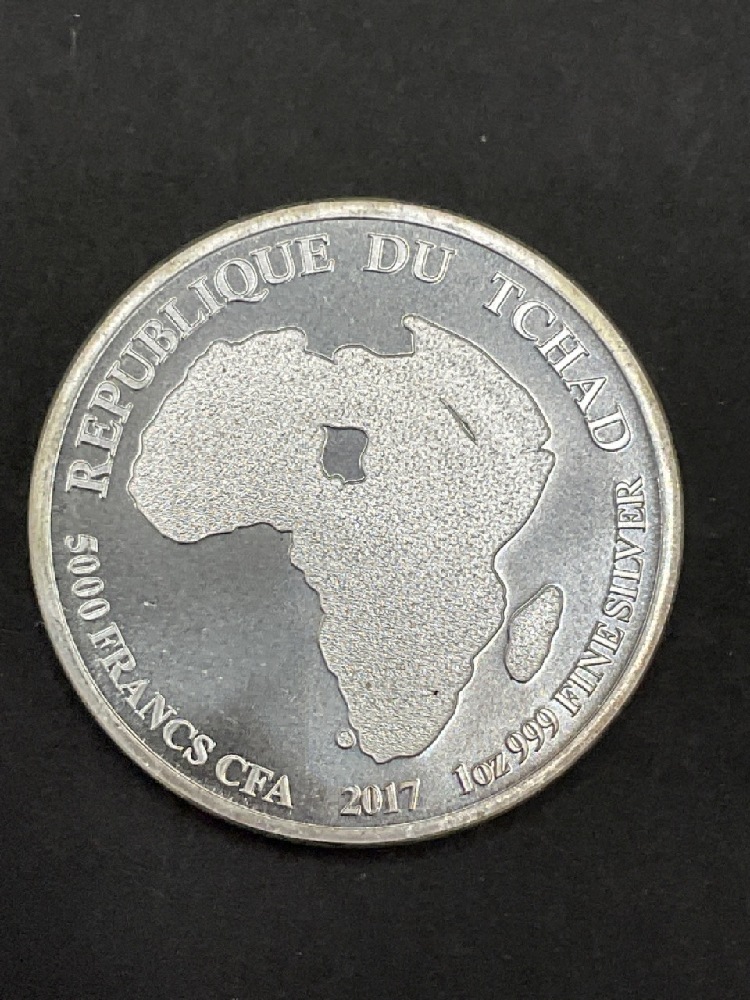 REPUBLIQUE DU TCHAD
5000 FRANCS CFA 2017 1oz 999 FINE SILVER